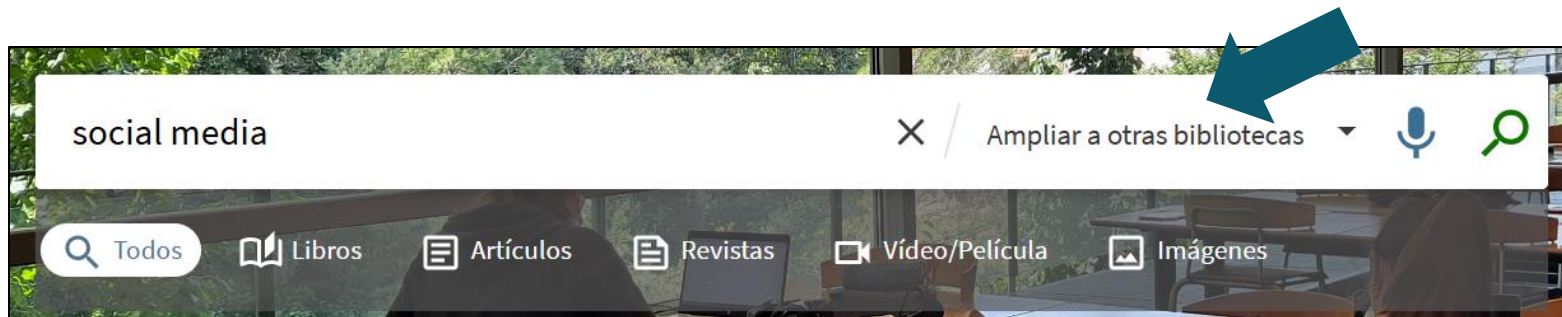 social media
Ampliar a otras bibliotecas
Todos
Libros
Artículos
Revistas
Vídeo/Película
Imágenes